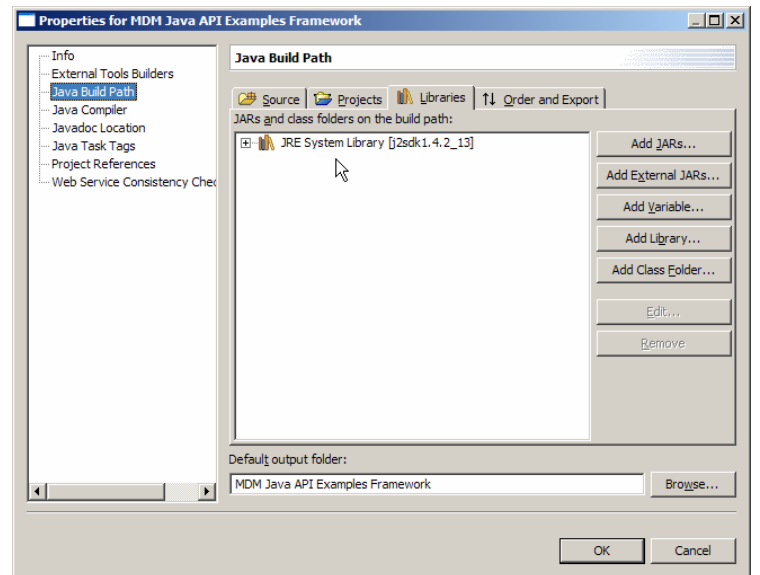 Properties for MDM Java API Examples Framework
Info
External Tools Builders
Java Build Path
Java Compiler
Javadoc Location
Java Task Tags
Project References
Web Service Consistency Chec
Java Build Path
Source Projects Libraries Order and Export
JARs and class folders on the build path:
JRE System Library [j2sdk1.4.2_13]
Add JARs...
Add External JARs...
Add Variable...
Add Library...
Add Class Folder...
Edit...
Remove
Default output folder:
MDM Java API Examples Framework
Browse...
OK Cancel